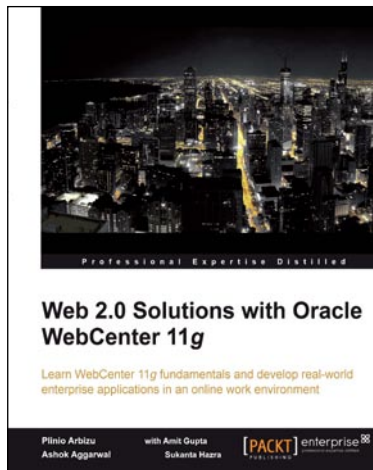 Professional Expertise Distilled
Web 2.0 Solutions with Oracle
WebCenter 11g
Learn WebCenter 11g fundamentals and develop real-world
enterprise applications in an online work environment
Plinio Arbizu with Amit Gupta
Ashok Aggarwal Sukanta Hazra
[PACKT] enterprise
PUBLISHING